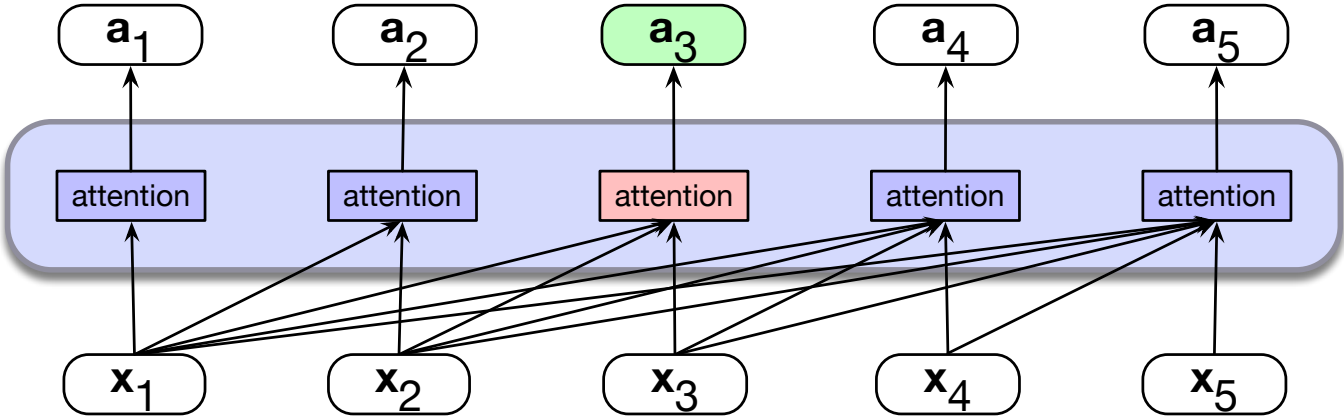 a1 a2 a3 a4 a5
attention attention attention attention attention
x1 x2 x3 x4 x5